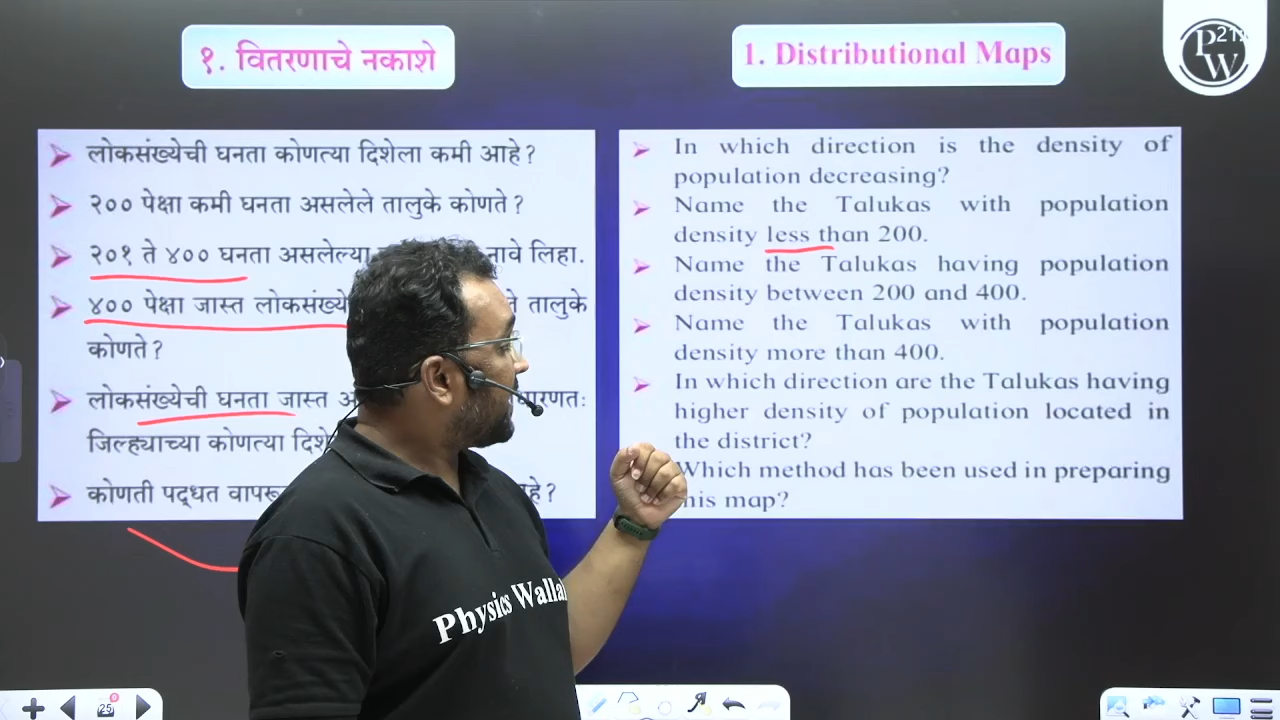 १. वितरणाचे नकाशे
लोकसंख्येची घनता कोणत्या दिशेला कमी आहे?
२०० पेक्षा कमी घनता असलेले तालुके कोणते?
२०१ ते ४०० घनता असलेल्या नावे लिहा.
४०० पेक्षा जास्त तालुके
कोणते?
लोकसंख्येची घनता जास्त
जिल्ह्याच्या कोणत्या
कोणती पद्धत
1. Distributional Maps
In which direction is the density of
population decreasing?
Name the Talukas with population
density less than 200.
Name the Talukas having population
density between 200 and 400.
Name the Talukas with population
density more than 400.
In which direction are the Talukas having
higher density of population located in
the district?
Which method has been used in preparing
map?
PW
Physics
25